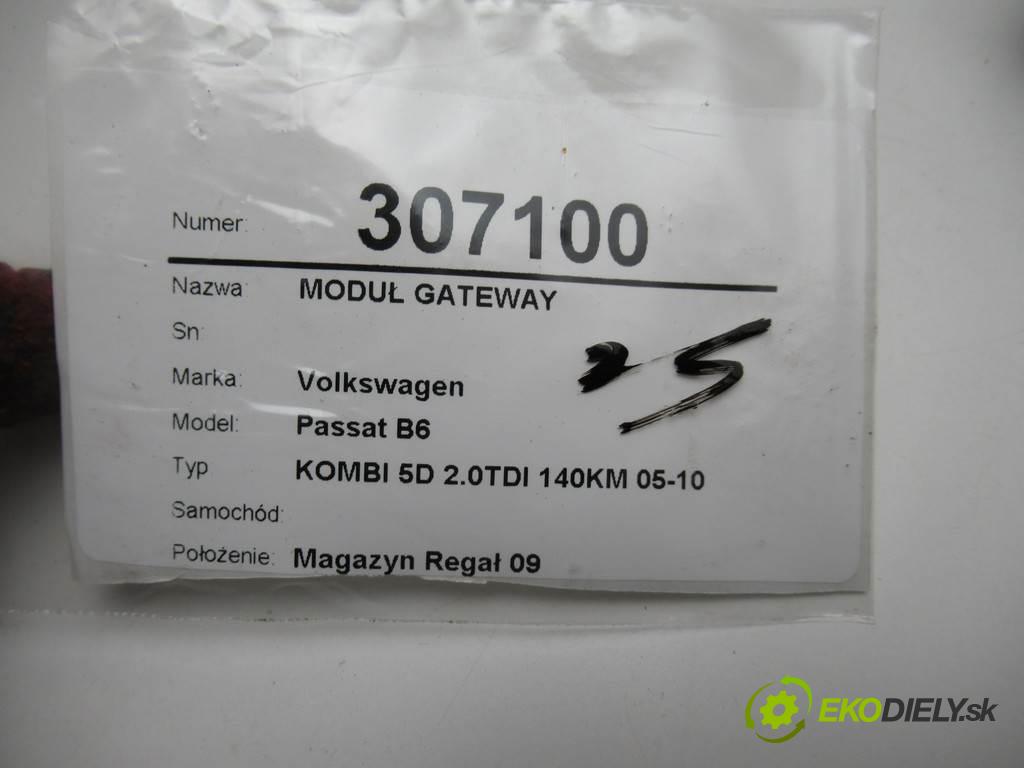 Numer: 307100
Nazwa: MODUŁ GATEWAY
Sn:
25
Marka: Volkswagen
Model: Passat B6
Typ KOMBI 5D 2.0TDI 140KM 05-10
Samochód:
Położenie: Magazyn Regał 09
EKODIELY.sk